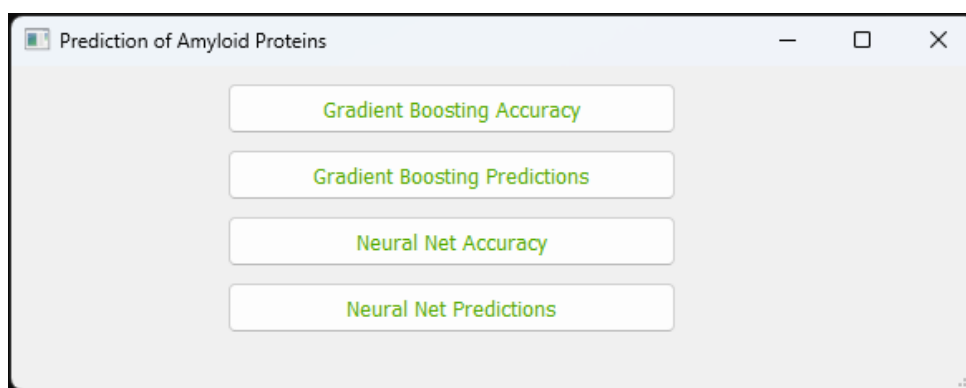 Prediction of Amyloid Proteins
Gradient Boosting Accuracy
Gradient Boosting Predictions
Neural Net Accuracy
Neural Net Predictions